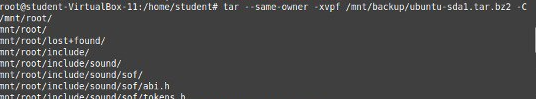 root@student-VirtualBox-11:/home/student# tar --same-owner -xvpf /mnt/backup/ubuntu-sda1.tar.bz2 -C
/mnt/root/
mnt/root/
mnt/root/lost+found/
mnt/root/include/
mnt/root/include/sound/
mnt/root/include/sound/sof/
mnt/root/include/sound/sof/abi.h
mnt/root/include/sound/sof/tokens.h